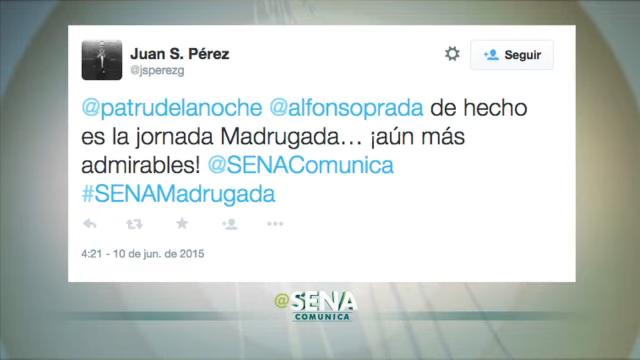 Juan S. Pérez
@jsperezg
Seguir
@patrudelanoche @alfonsoprada de hecho
es la jornada Madrugada... ¡aún más
admirables! @SENAComunica
#SENAMadrugada
4:21 - 10 de jun. de 2015
@SENA
COMUNICA